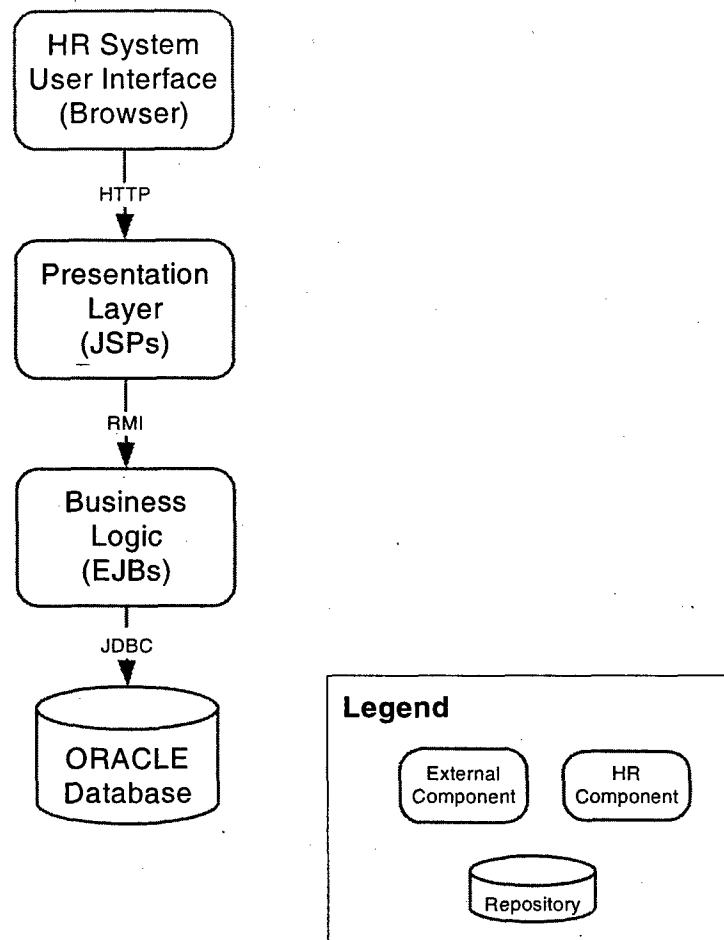 HR System
User Interface
(Browser)
HTTP
Presentation
Layer
(JSPs)
RMI
Business
Logic
(EJBs)
JDBC
ORACLE
Database
Legend
External
Component
HR
Component
Repository